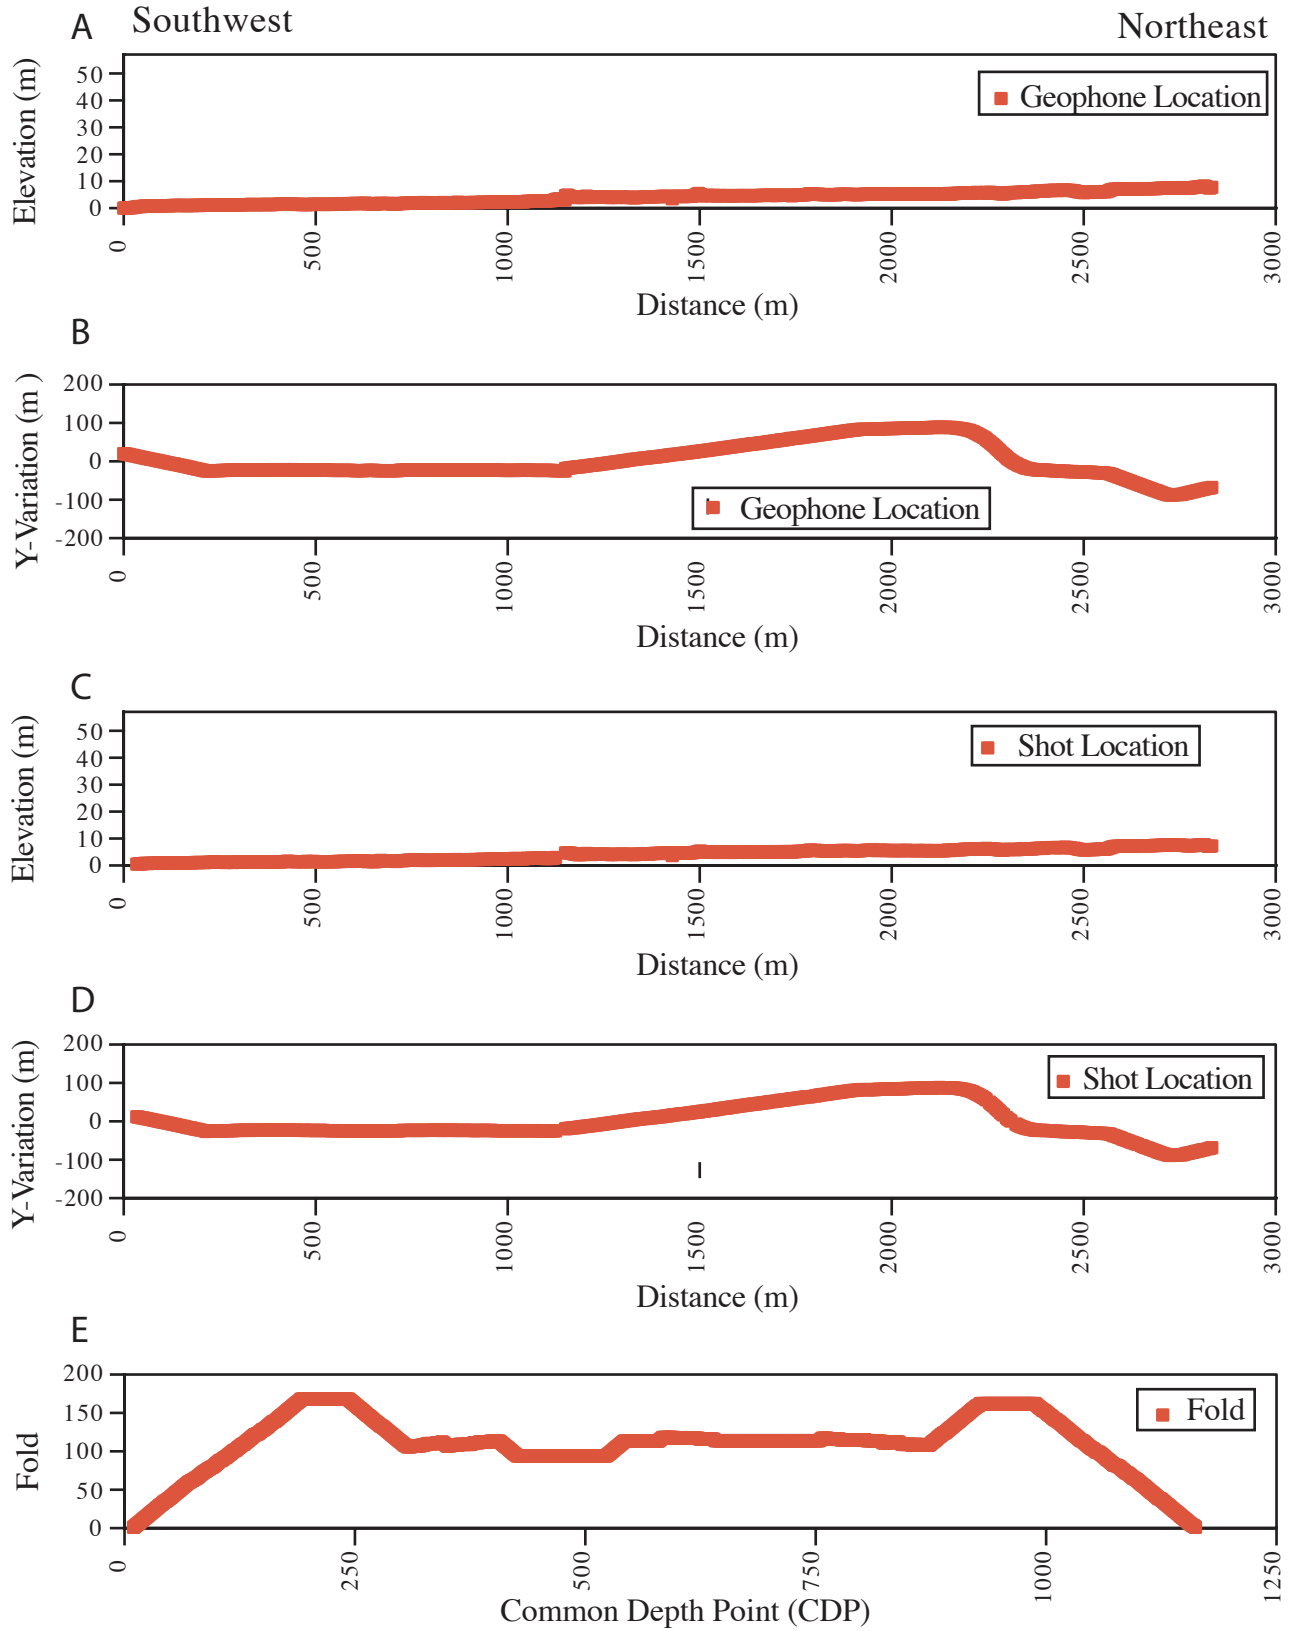 A Southwest Northeast
Elevation (m)
50
40
30
20
10
0
Geophone Location
0 500 1000 1500 2000 2500 3000
Distance (m)
B
Y-Variation (m )
200
100
0
-100
-200
Geophone Location
0 500 1000 1500 2000 2500 3000
Distance (m)
C
Elevation (m)
50
40
30
20
10
0
Shot Location
0 500 1000 1500 2000 2500 3000
Distance (m)
D
Y-Variation (m)
200
100
0
-100
-200
Shot Location
0 500 1000 1500 2000 2500 3000
Distance (m)
E
Fold
200
150
100
50
0
Fold
0 250 500 750 1000 1250
Common Depth Point (CDP)